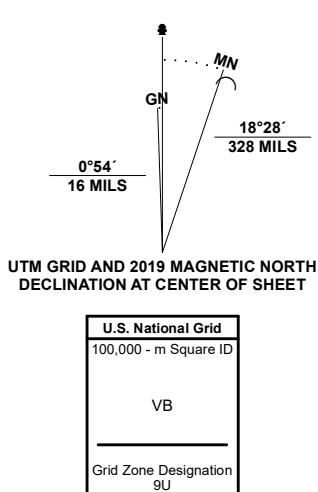 MN
GN
18°28´
328 MILS
0°54´
16 MILS
UTM GRID AND 2019 MAGNETIC NORTH
DECLINATION AT CENTER OF SHEET
U.S. National Grid
100,000 - m Square ID
VB
Grid Zone Designation
9U